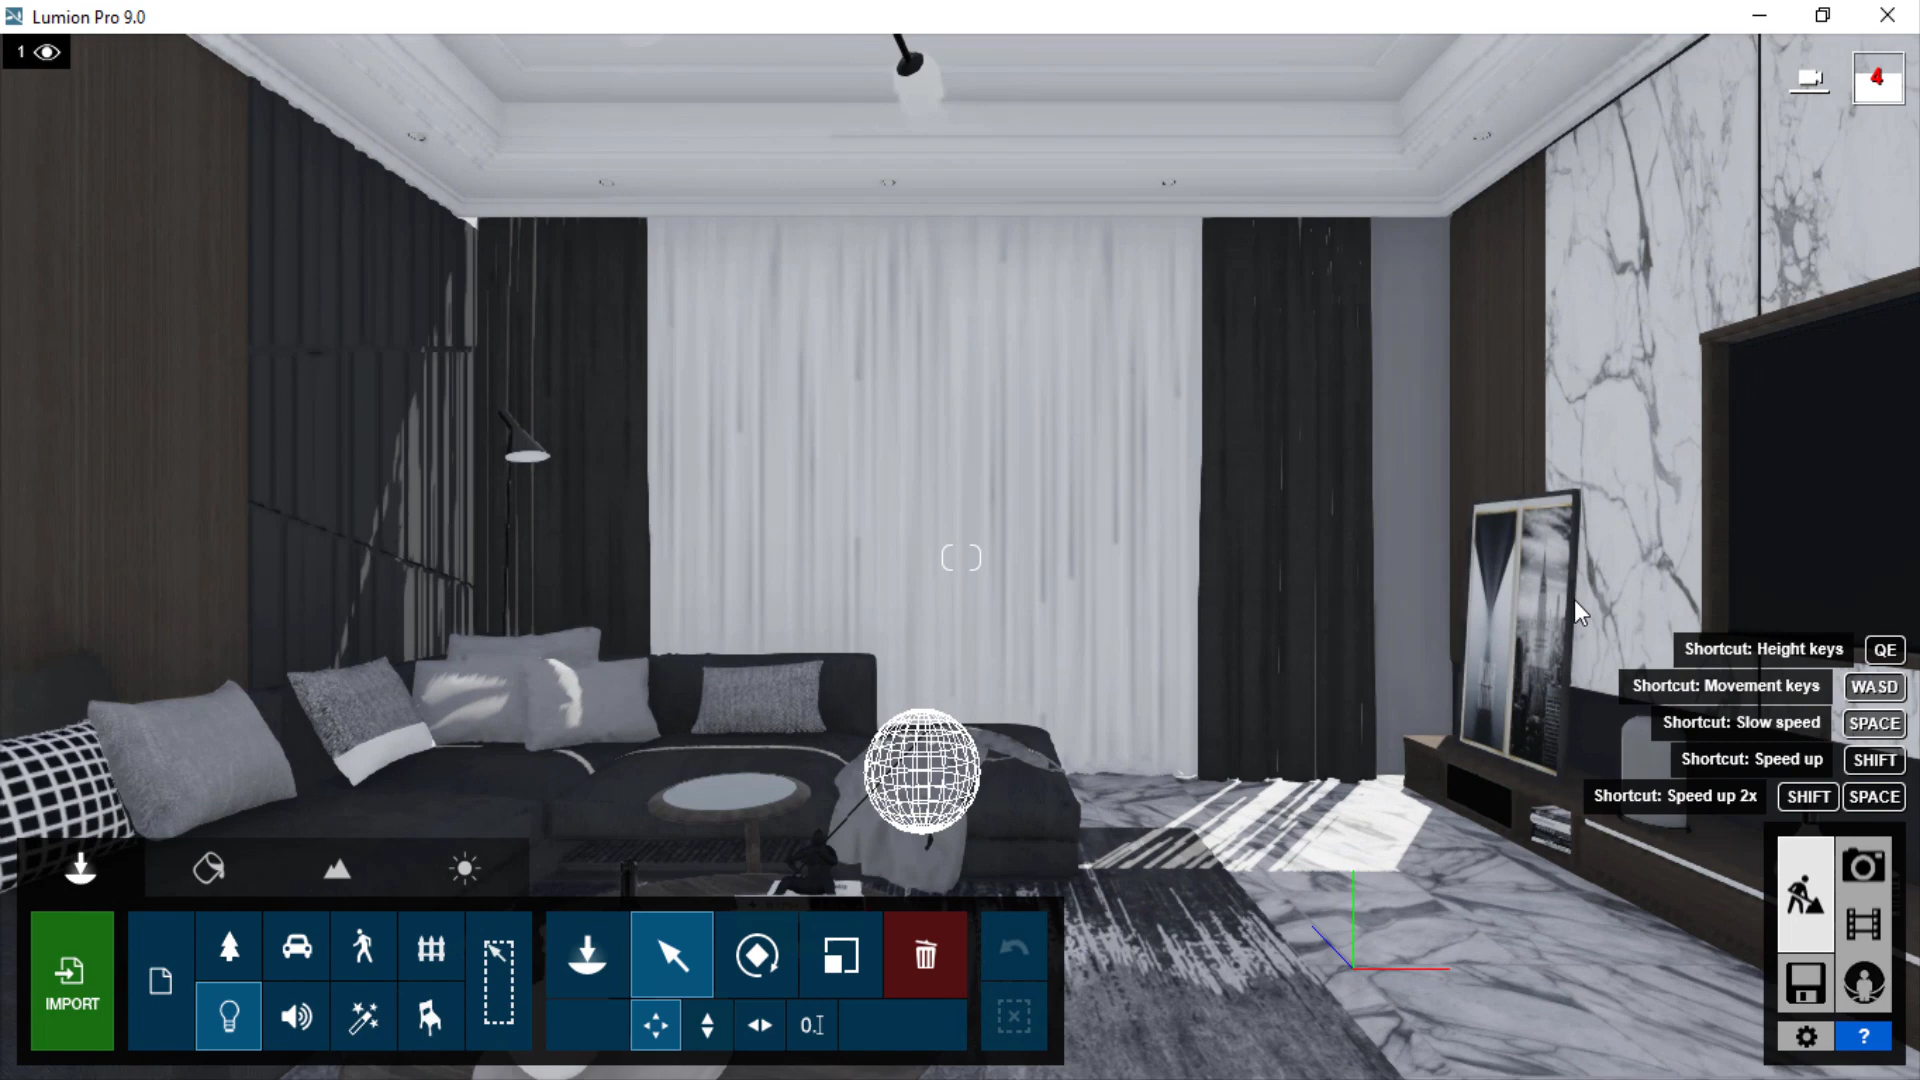 Lumion Pro 9.0
1
4
Shortcut: Height keys QE
Shortcut: Movement keys WASD
Shortcut: Slow speed SPACE
Shortcut: Speed up SHIFT
Shortcut: Speed up 2x SHIFT SPACE
IMPORT
0.
?